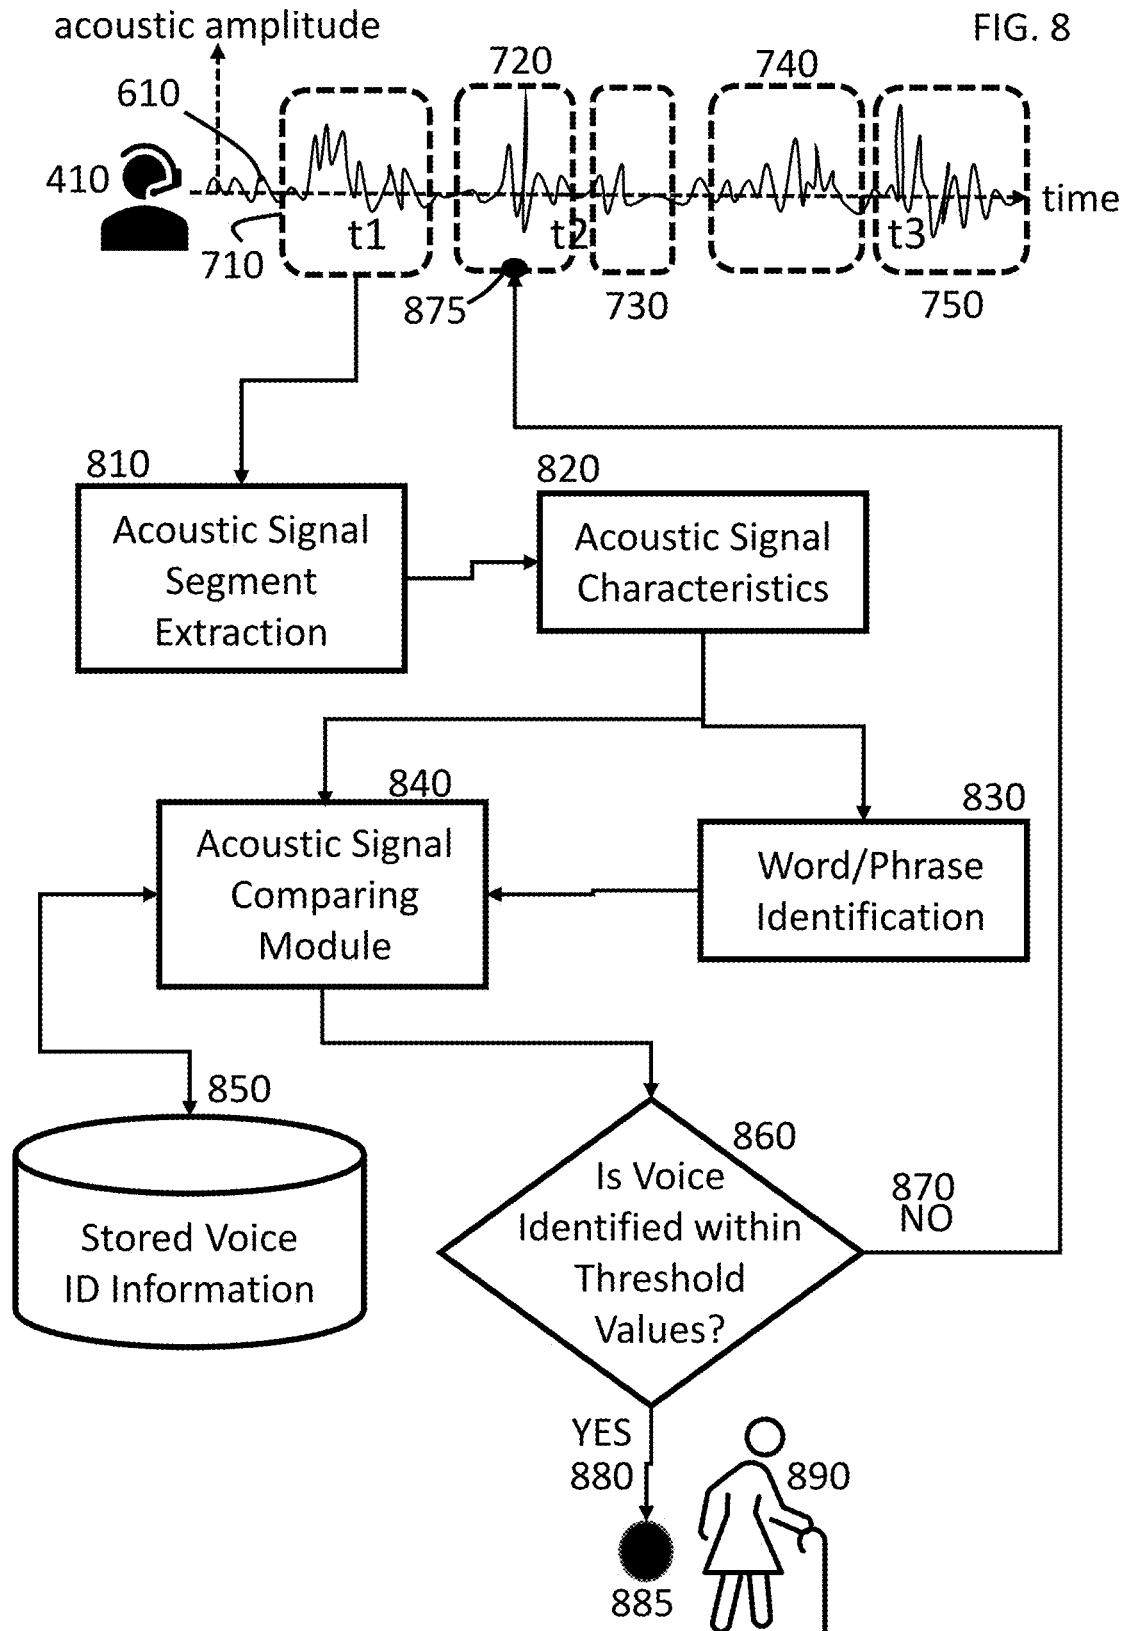 acoustic amplitude
FIG. 8
720
740
610
410
time
t1
t2
t3
710
875
730
750
810
820
Acoustic Signal
Segment
Extraction
Acoustic Signal
Characteristics
840
830
Acoustic Signal
Comparing
Module
Word/Phrase
Identification
850
860
Stored Voice
ID Information
Is Voice
Identified within
Threshold
Values?
870
NO
YES
880
890
885